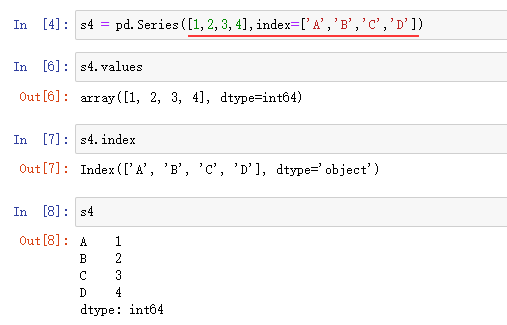 In [4]: s4 = pd.Series([1,2,3,4],index=['A','B','C','D'])
In [6]: s4.values
Out[6]: array([1, 2, 3, 4], dtype=int64)
In [7]: s4.index
Out[7]: Index(['A', 'B', 'C', 'D'], dtype='object')
In [8]: s4
Out[8]: A    1
B    2
C    3
D    4
dtype: int64